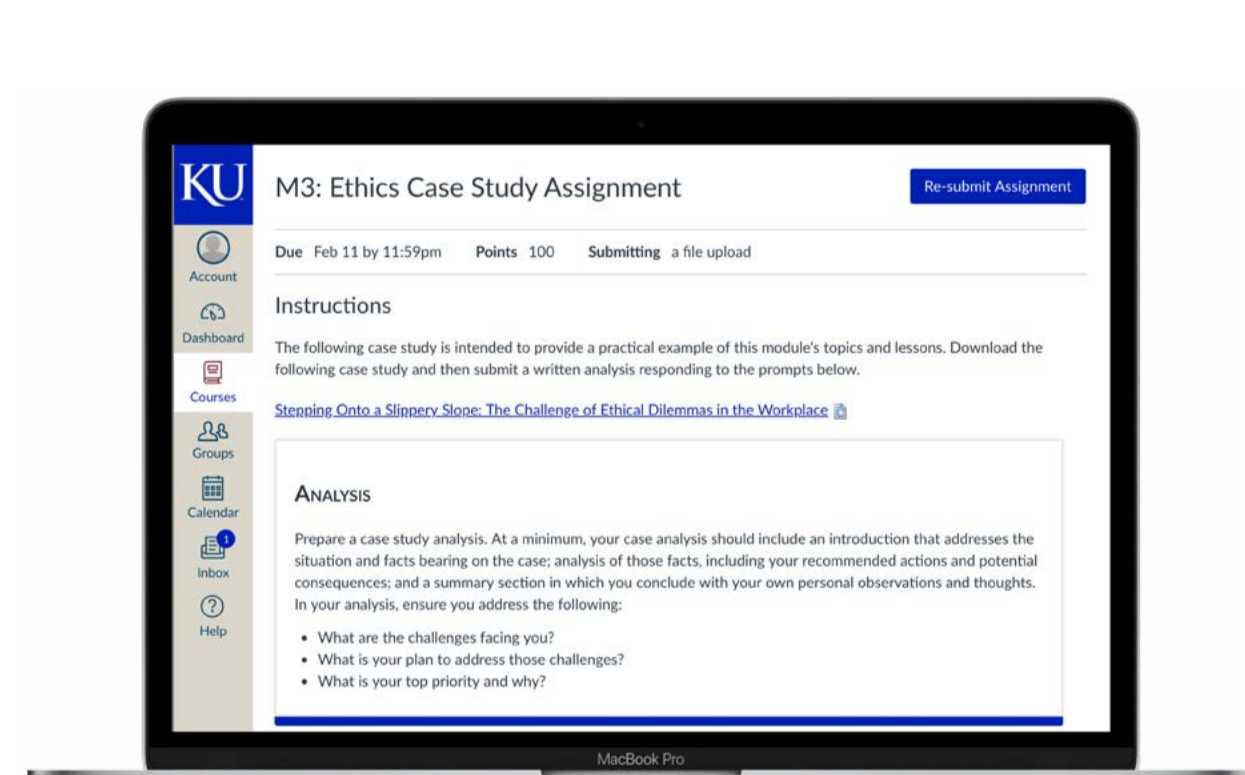 KU
M3: Ethics Case Study Assignment
Re-submit Assignment
Due Feb 11 by 11:59pm Points 100 Submitting a file upload
Account
Dashboard
Courses
Groups
Calendar
1
Inbox
Help
Instructions
The following case study is intended to provide a practical example of this module's topics and lessons. Download the
following case study and then submit a written analysis responding to the prompts below.
Stepping Onto a Slippery Slope: The Challenge of Ethical Dilemmas in the Workplace
ANALYSIS
Prepare a case study analysis. At a minimum, your case analysis should include an introduction that addresses the
situation and facts bearing on the case; analysis of those facts, including your recommended actions and potential
consequences; and a summary section in which you conclude with your own personal observations and thoughts.
In your analysis, ensure you address the following:
• What are the challenges facing you?
• What is your plan to address those challenges?
• What is your top priority and why?
MacBook Pro